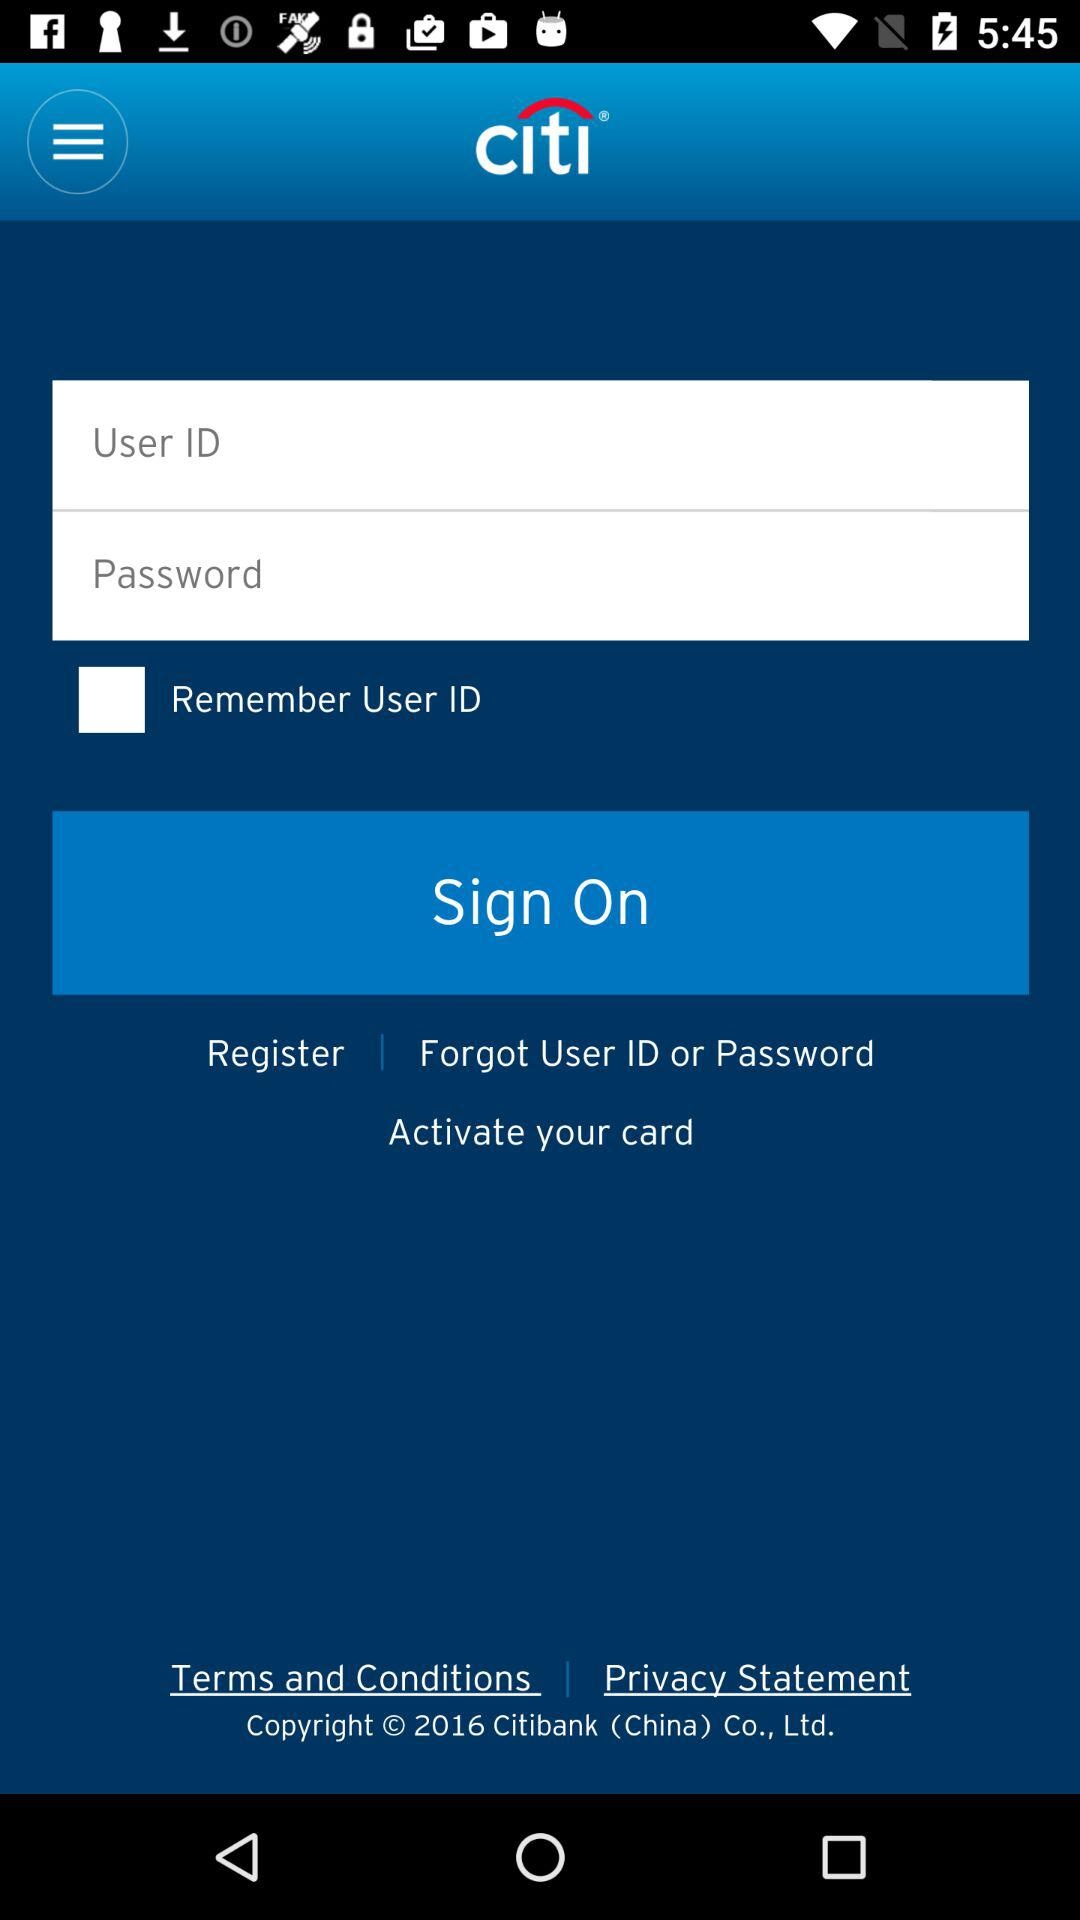 FAKE 5:45
citi®
User ID
Password
Remember User ID
Sign On
Register | Forgot User ID or Password
Activate your card
Terms and Conditions | Privacy Statement
Copyright © 2016 Citibank (China) Co., Ltd.